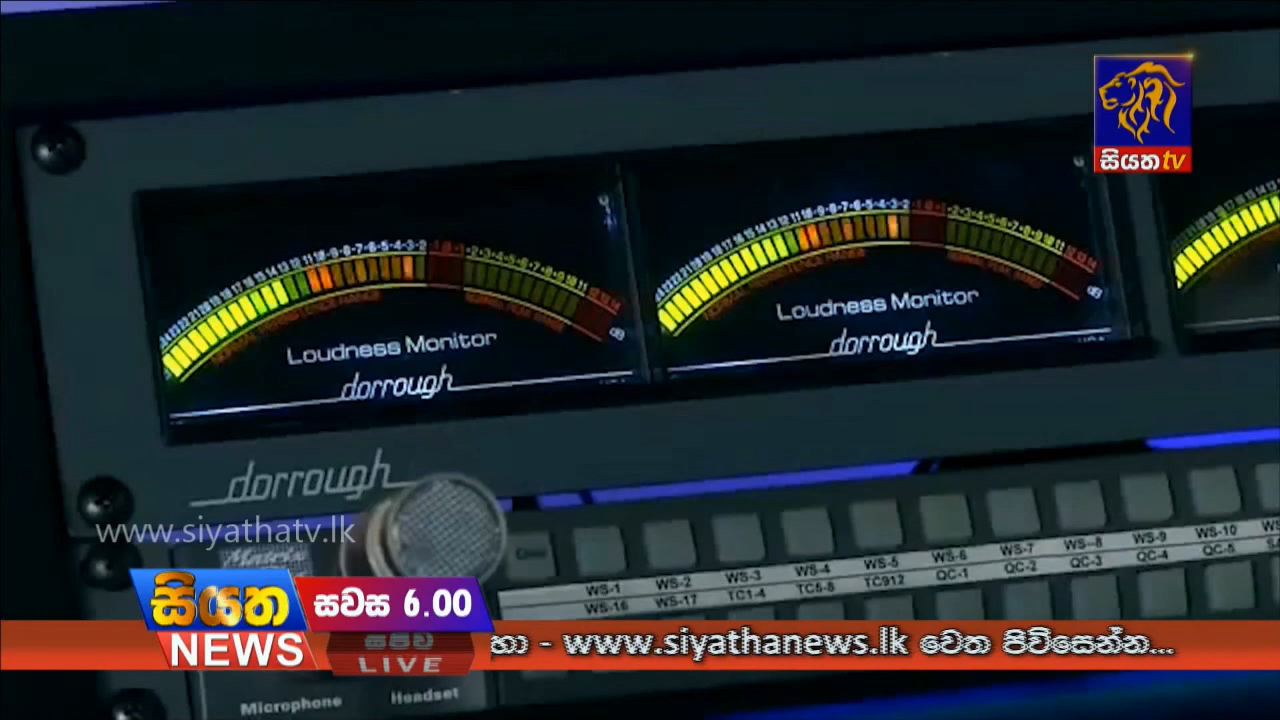 සියත tv
Loudness Monitor
dorrough
Loudness Monitor
dorrough
dorrough
www.siyathatv.lk
WS-1 WS-2 WS-3 WS-4 WS-5 WS-6 WS-7 WS--8 WS-9 WS-10
WS-16 WS-17 TC1-4 TC5-8 TC912 QC-1 QC-2 QC-3 QC-4 QC-5
සියත
NEWS
සවස 6.00
සජීව
LIVE
හා - www.siyathanews.lk වෙත පිවිසෙන්න...
Microphone Headset